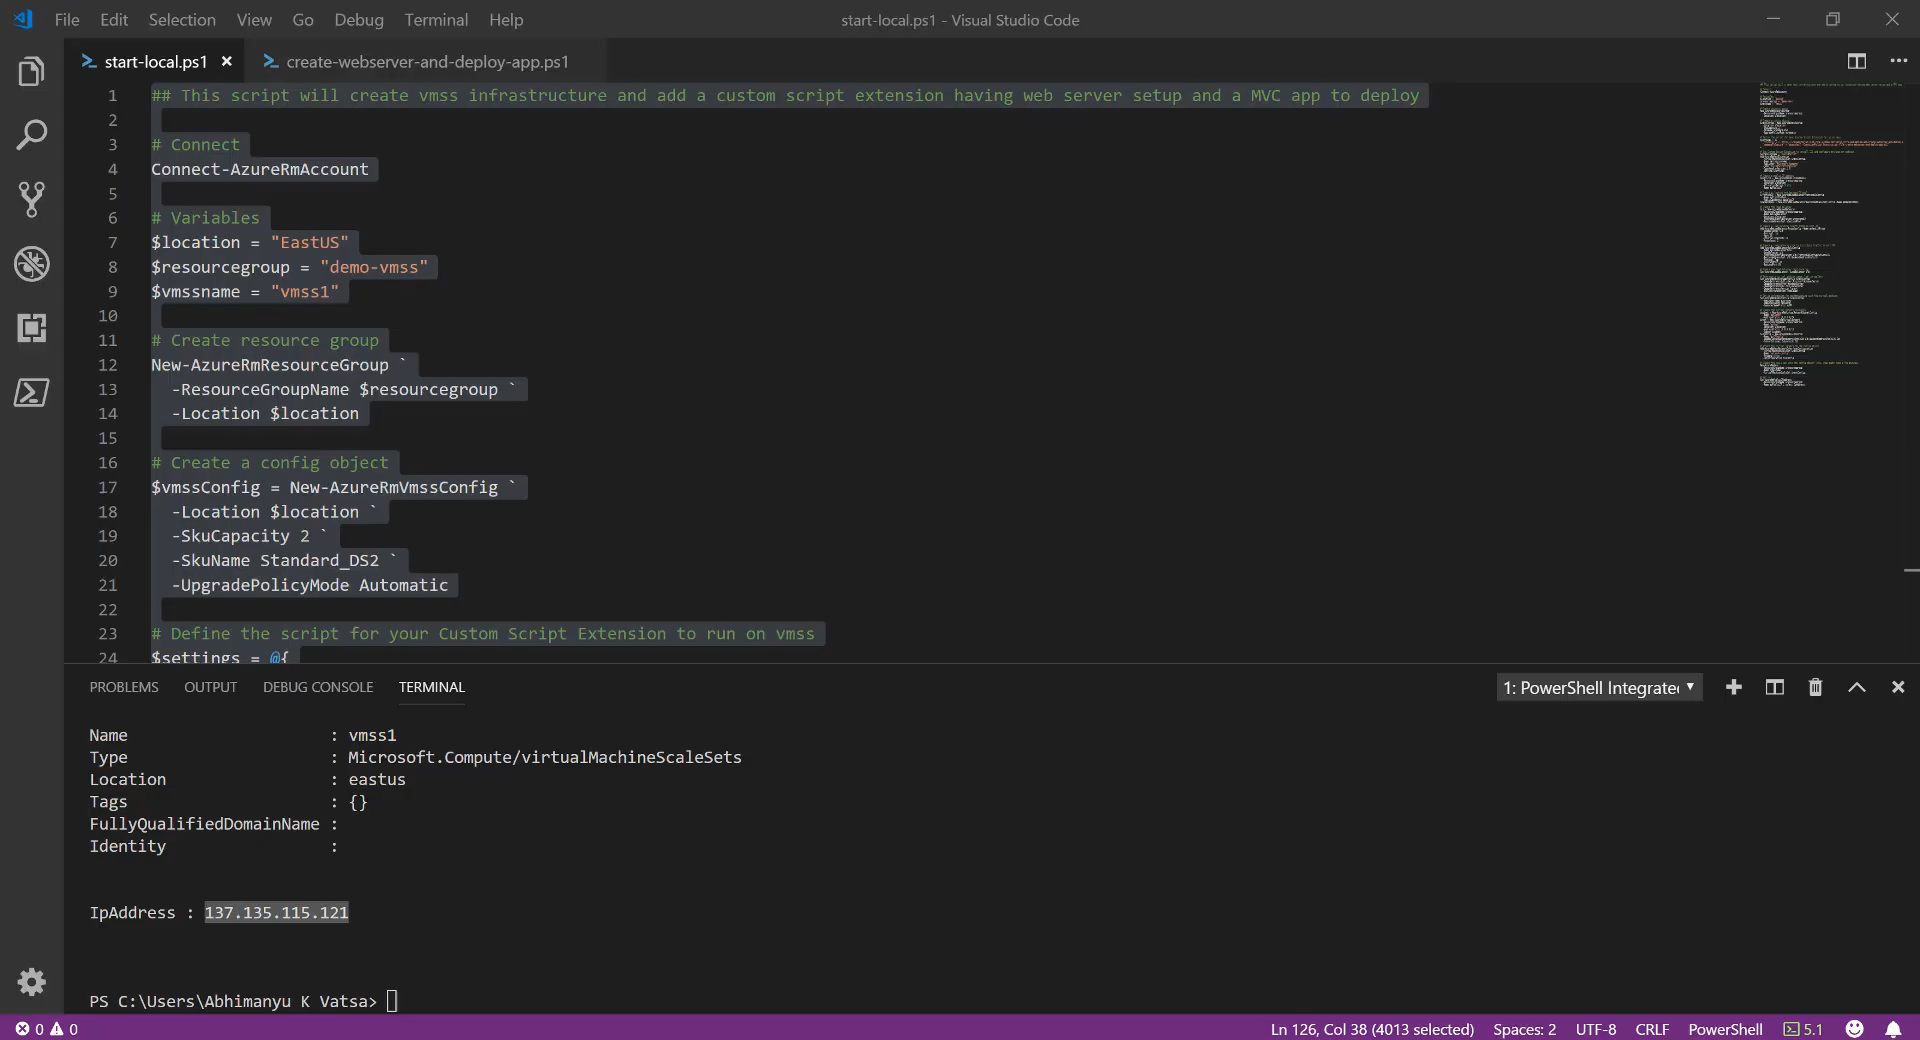 File Edit Selection View Go Debug Terminal Help
start-local.ps1 - Visual Studio Code
start-local.ps1
create-webserver-and-deploy-app.ps1
1 ## This script will create vmss infrastructure and add a custom script extension having web server setup and a MVC app to deploy
2
3 # Connect
4 Connect-AzureRmAccount
5
6 # Variables
7 $location = "EastUS"
8 $resourcegroup = "demo-vmss"
9 $vmssname = "vmss1"
10
11 # Create resource group
12 New-AzureRmResourceGroup `
13 -ResourceGroupName $resourcegroup `
14 -Location $location
15
16 # Create a config object
17 $vmssConfig = New-AzureRmVmssConfig `
18 -Location $location `
19 -SkuCapacity 2 `
20 -SkuName Standard_DS2 `
21 -UpgradePolicyMode Automatic
22
23 # Define the script for your Custom Script Extension to run on vmss
24 $settings = @{
PROBLEMS OUTPUT DEBUG CONSOLE TERMINAL
1: PowerShell Integrate
Name : vmss1
Type : Microsoft.Compute/virtualMachineScaleSets
Location : eastus
Tags : {}
FullyQualifiedDomainName :
Identity :
IpAddress : 137.135.115.121
PS C:\Users\Abhimanyu K Vatsa>
0 0
Ln 126, Col 38 (4013 selected) Spaces: 2 UTF-8 CRLF PowerShell 5.1